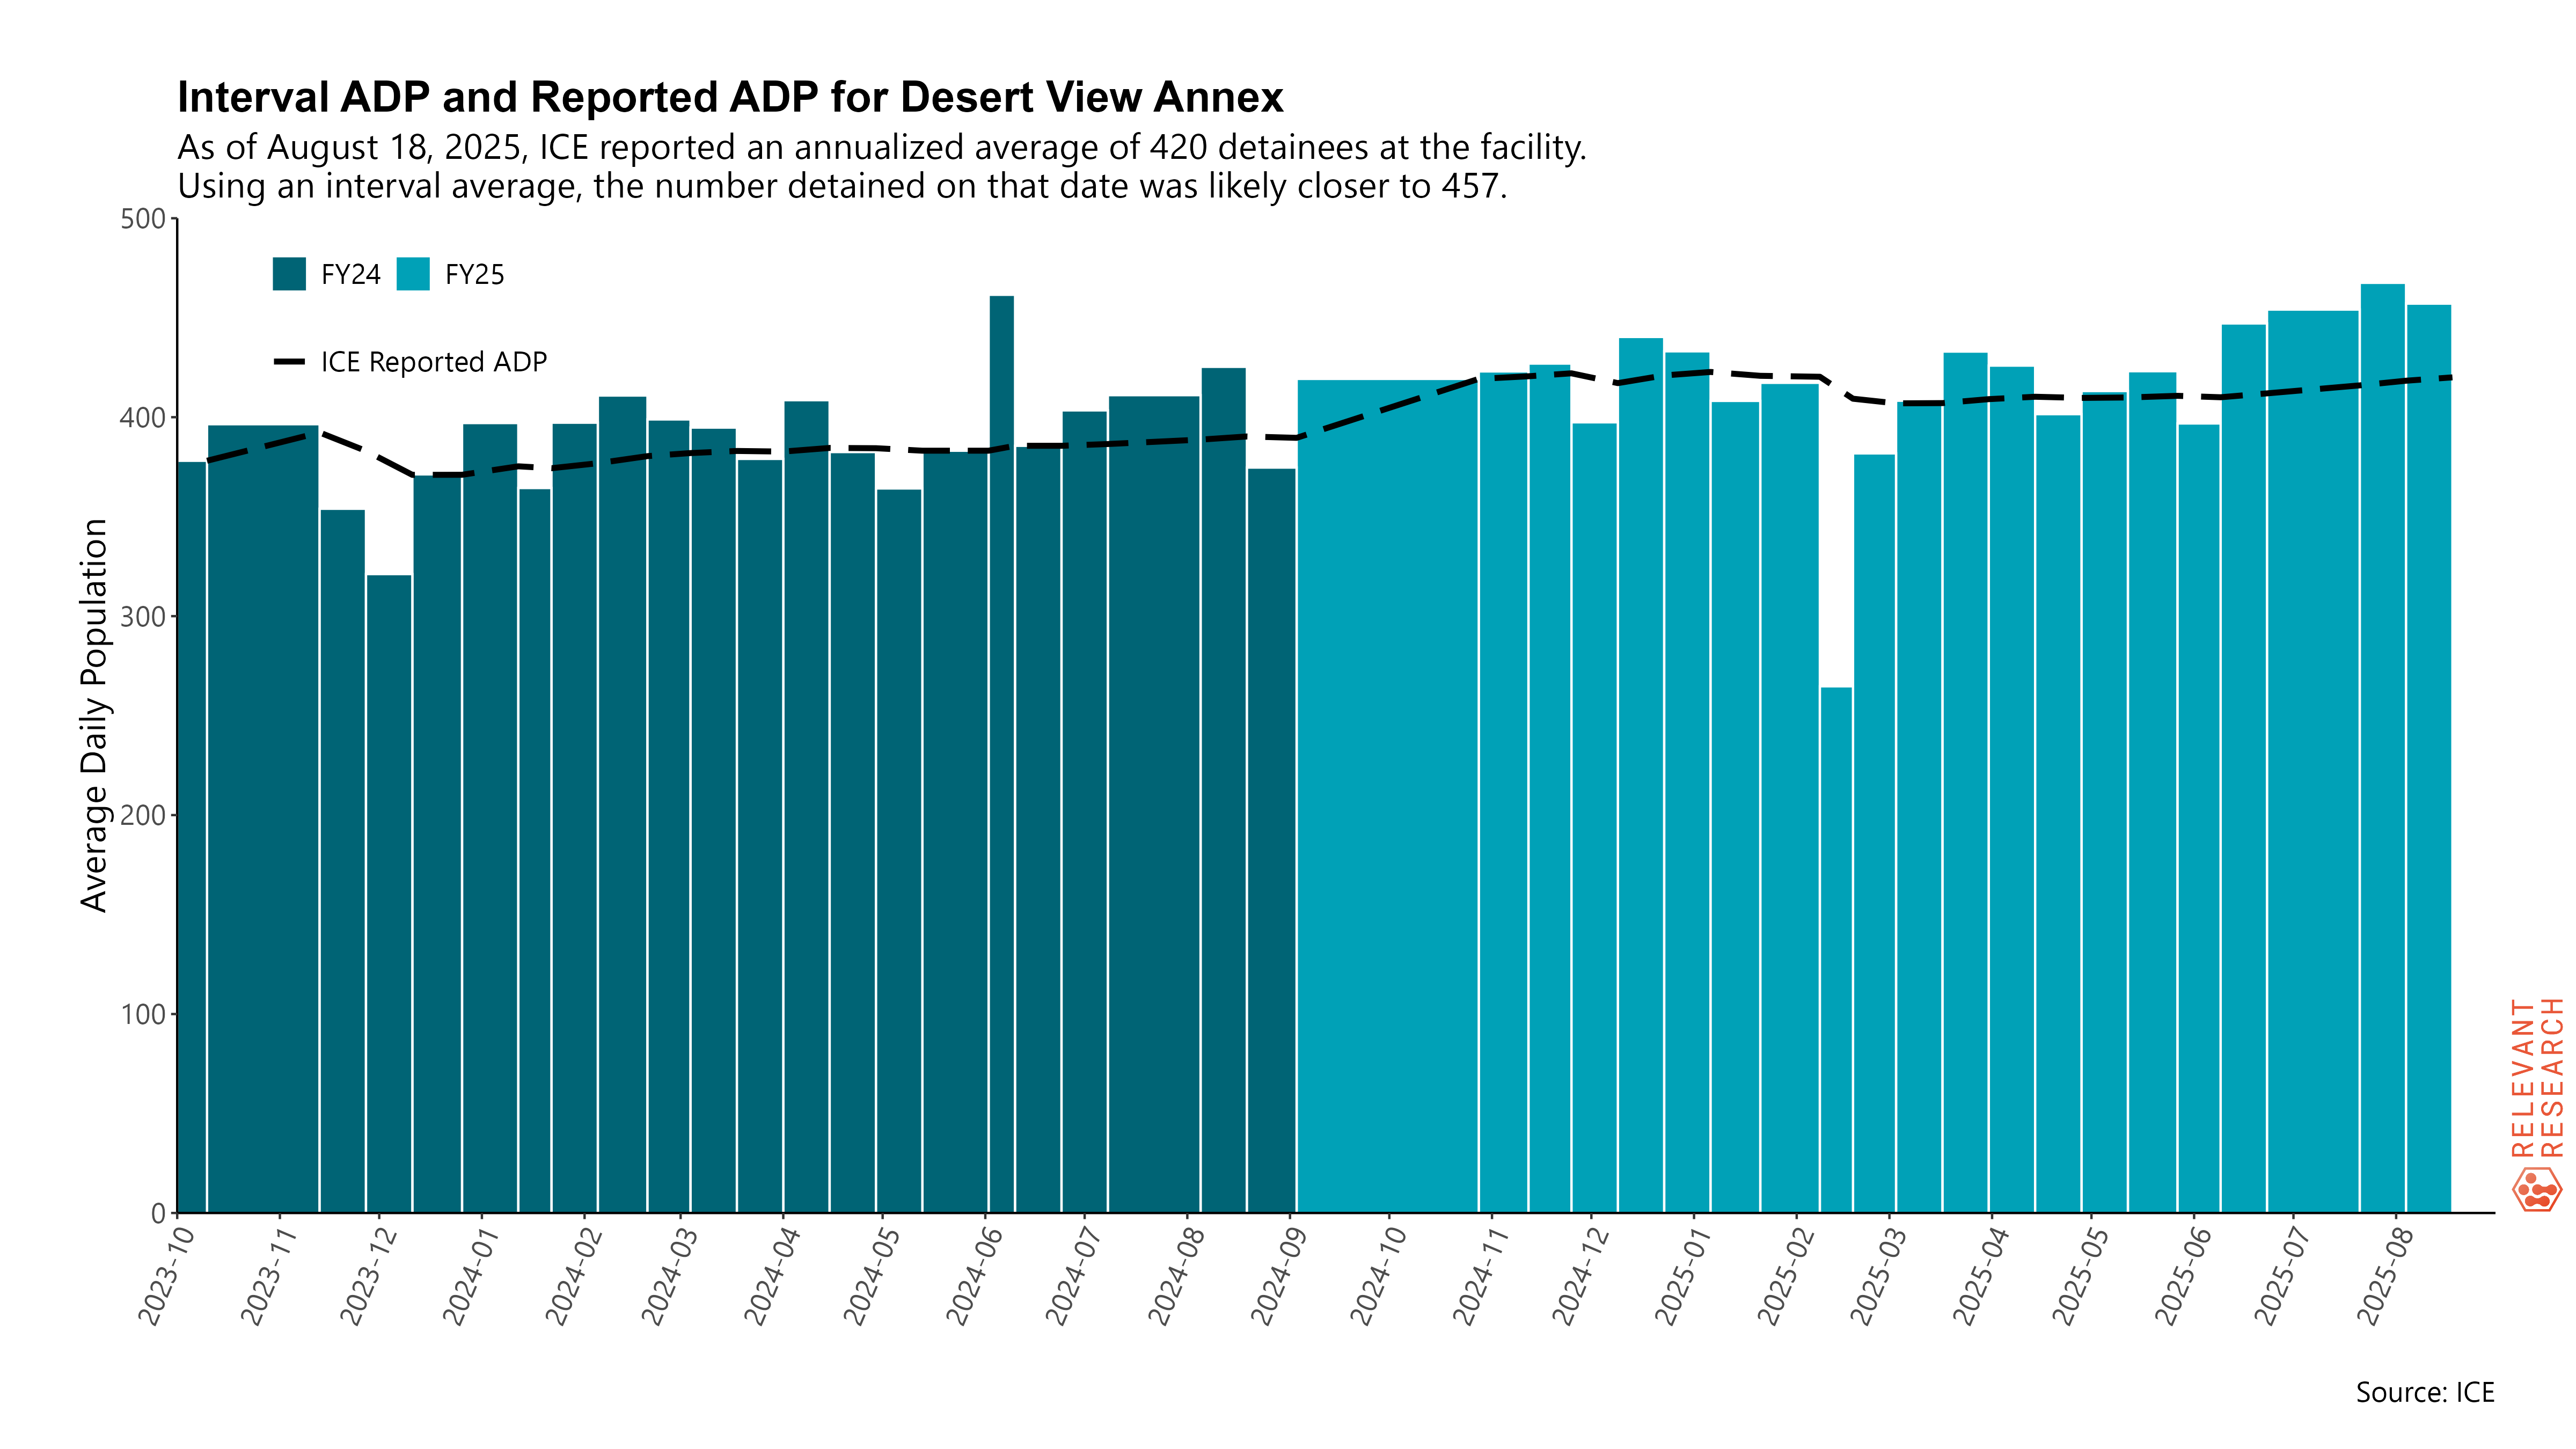 Interval ADP and Reported ADP for Desert View Annex
As of August 18, 2025, ICE reported an annualized average of 420 detainees at the facility.
Using an interval average, the number detained on that date was likely closer to 457.
500
400
300
200
100
0
Average Daily Population
FY24
FY25
ICE Reported ADP
2023-10
2023-11
2023-12
2024-01
2024-02
2024-03
2024-04
2024-05
2024-06
2024-07
2024-08
2024-09
2024-10
2024-11
2024-12
2025-01
2025-02
2025-03
2025-04
2025-05
2025-06
2025-07
2025-08
RELEVANT
RESEARCH
Source: ICE